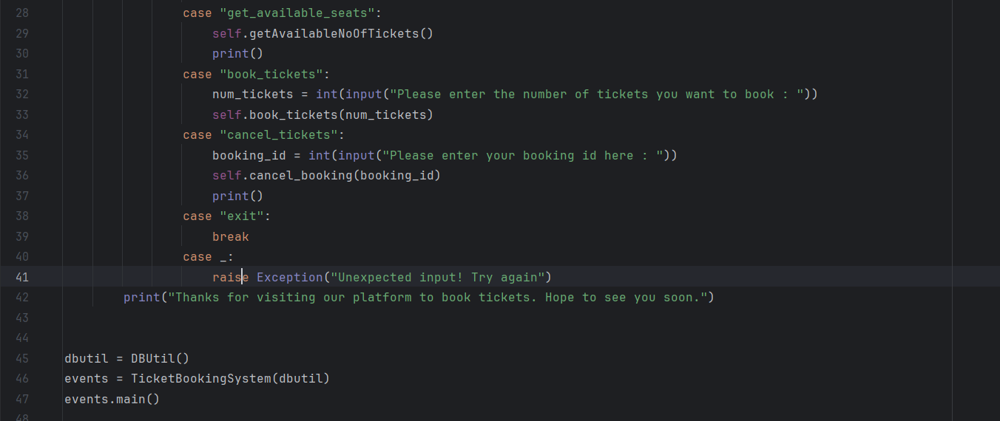 28 case "get_available_seats":
29 self.getAvailableNoOfTickets()
30 print()
31 case "book_tickets":
32 num_tickets = int(input("Please enter the number of tickets you want to book : "))
33 self.book_tickets(num_tickets)
34 case "cancel_tickets":
35 booking_id = int(input("Please enter your booking id here : "))
36 self.cancel_booking(booking_id)
37 print()
38 case "exit":
39 break
40 case _:
41 raise Exception("Unexpected input! Try again")
42 print("Thanks for visiting our platform to book tickets. Hope to see you soon.")
43
44
45 dbutil = DBUtil()
46 events = TicketBookingSystem(dbutil)
47 events.main()
48